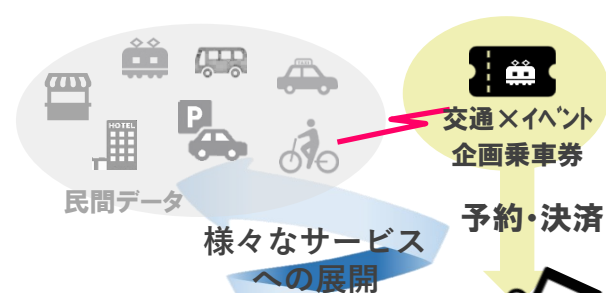 HOTEL
P
民間データ
交通×イベント
企画乗車券
予約・決済
様々なサービス
への展開